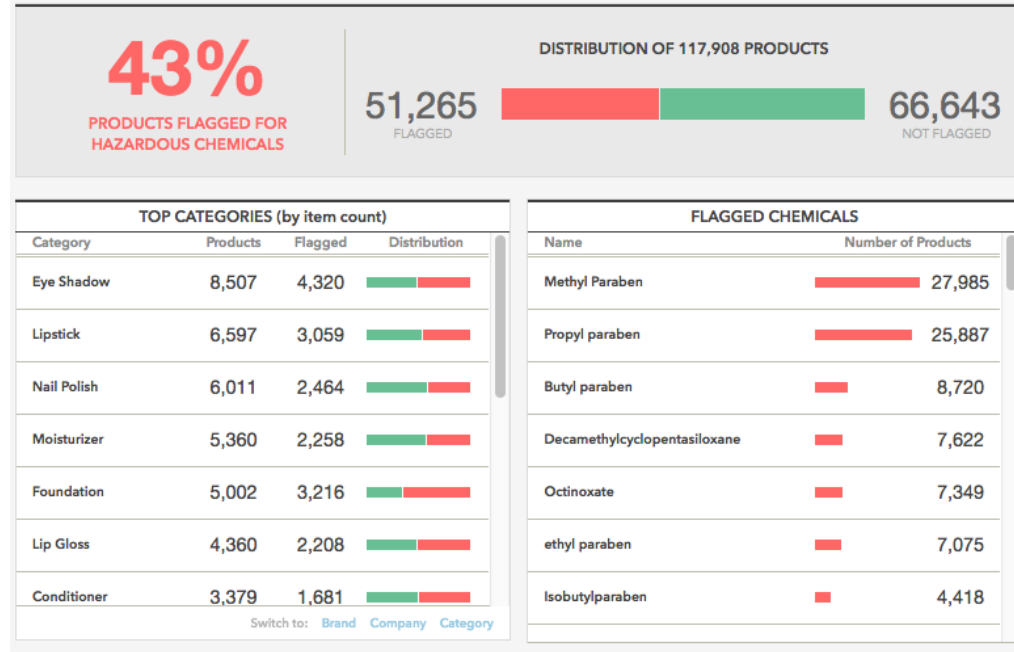 43%
PRODUCTS FLAGGED FOR
HAZARDOUS CHEMICALS
DISTRIBUTION OF 117,908 PRODUCTS
51,265
FLAGGED
66,643
NOT FLAGGED
TOP CATEGORIES (by item count)
Category Products Flagged Distribution
Eye Shadow 8,507 4,320
Lipstick 6,597 3,059
Nail Polish 6,011 2,464
Moisturizer 5,360 2,258
Foundation 5,002 3,216
Lip Gloss 4,360 2,208
Conditioner 3,379 1,681
Switch to: Brand Company Category
FLAGGED CHEMICALS
Name Number of Products
Methyl Paraben 27,985
Propyl paraben 25,887
Butyl paraben 8,720
Decamethylcyclopentasiloxane 7,622
Octinoxate 7,349
ethyl paraben 7,075
Isobutylparaben 4,418